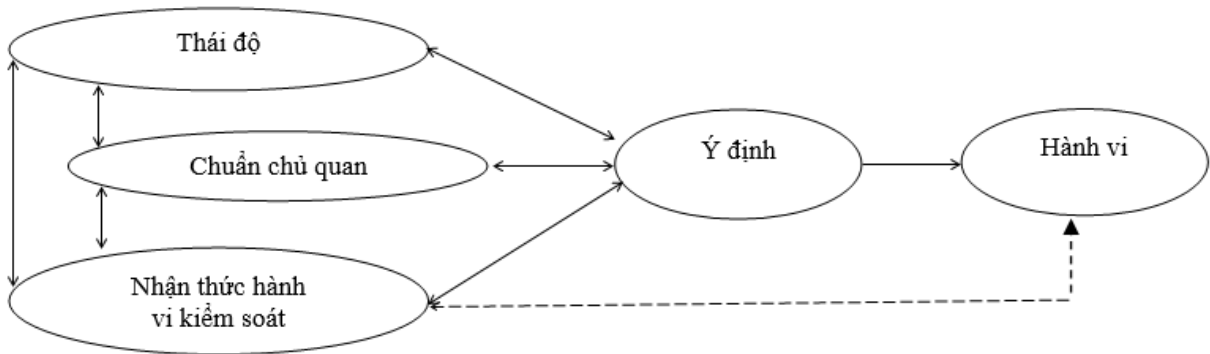 Thái độ
Chuẩn chủ quan
Ý định
Hành vi
Nhận thức hành
vi kiểm soát